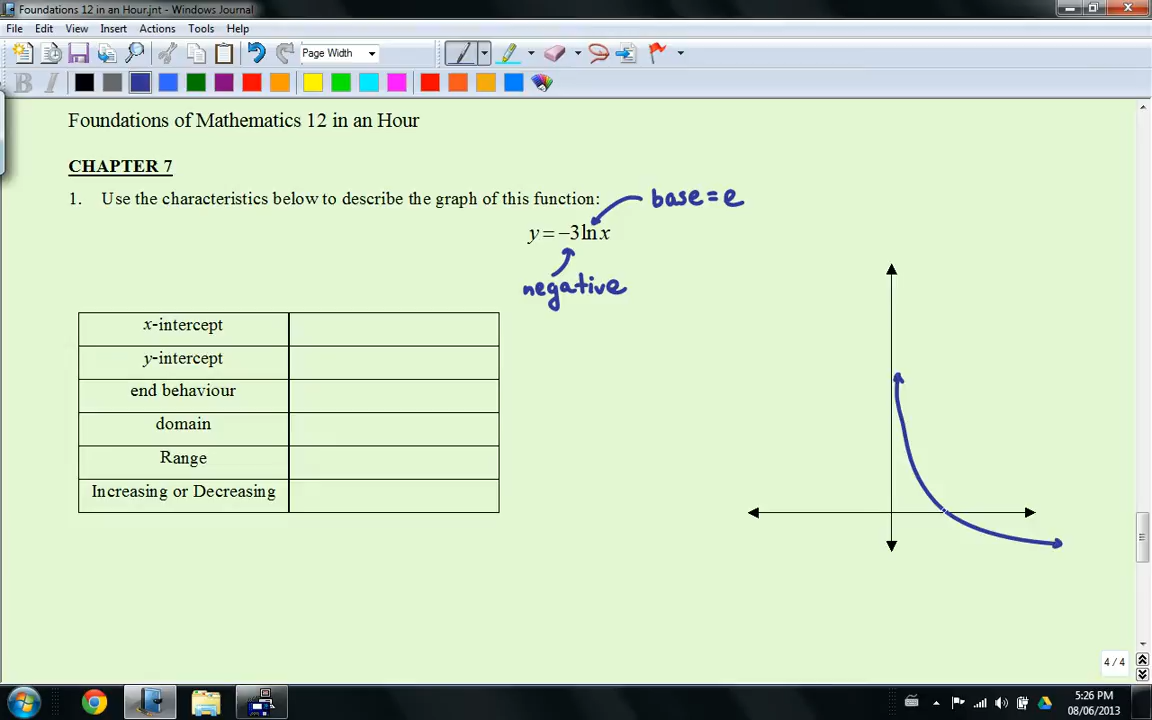 Foundations 12 in an Hour.jnt - Windows Journal
File Edit View Insert Actions Tools Help
Page Width
B I
Foundations of Mathematics 12 in an Hour
CHAPTER 7
1. Use the characteristics below to describe the graph of this function:
base = e
y = −3ln x
negative
x-intercept
y-intercept
end behaviour
domain
Range
Increasing or Decreasing
4 / 4
5:26 PM
08/06/2013